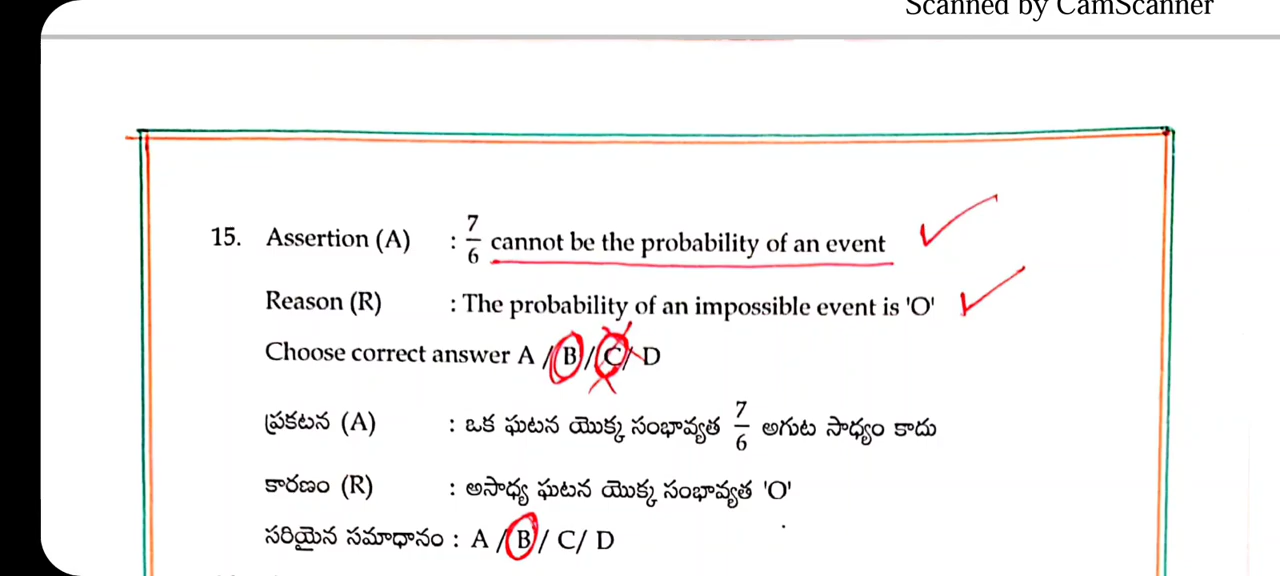 Scanned by CamScanner
15. Assertion (A) : 7/6 cannot be the probability of an event
Reason (R) : The probability of an impossible event is 'O'
Choose correct answer A / B / C / D
ప్రకటన (A) : ఒక ఘటన యొక్క సంభావ్యత 7/6 అగుట సాధ్యం కాదు
కారణం (R) : అసాధ్య ఘటన యొక్క సంభావ్యత 'O'
సరియైన సమాధానం : A / B / C/ D